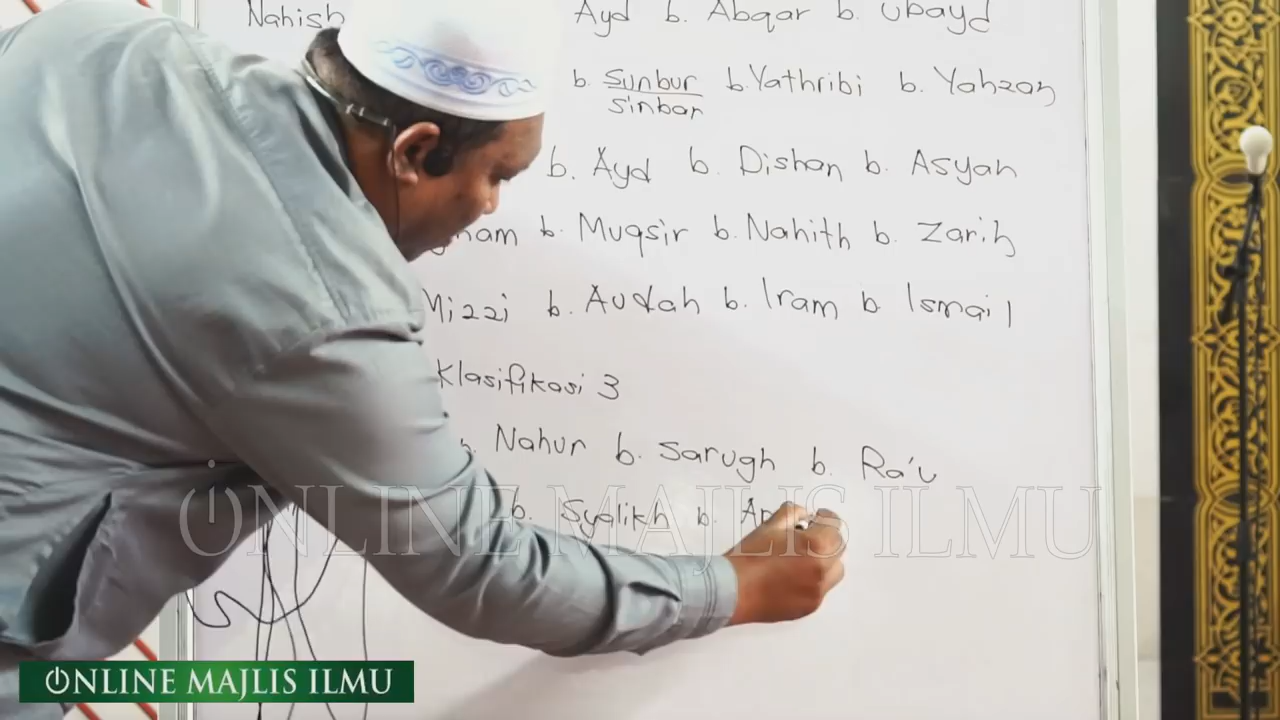 Nahish Ayd b. Abqar b. Ubayd
b. Sunbur b. Yathribi b. Yahzan
Sinbar
b. Ayd b. Dishan b. Asyah
b. Muqsir b. Nahith b. Zarih
Mizzi b. Audah b. Iram b. Ismail
Klasifikasi 3
b. Nahur b. Sarugh b. Ra'u
b. Syalikh b.
ONLINE MAJLIS ILMU
ONLINE MAJLIS ILMU